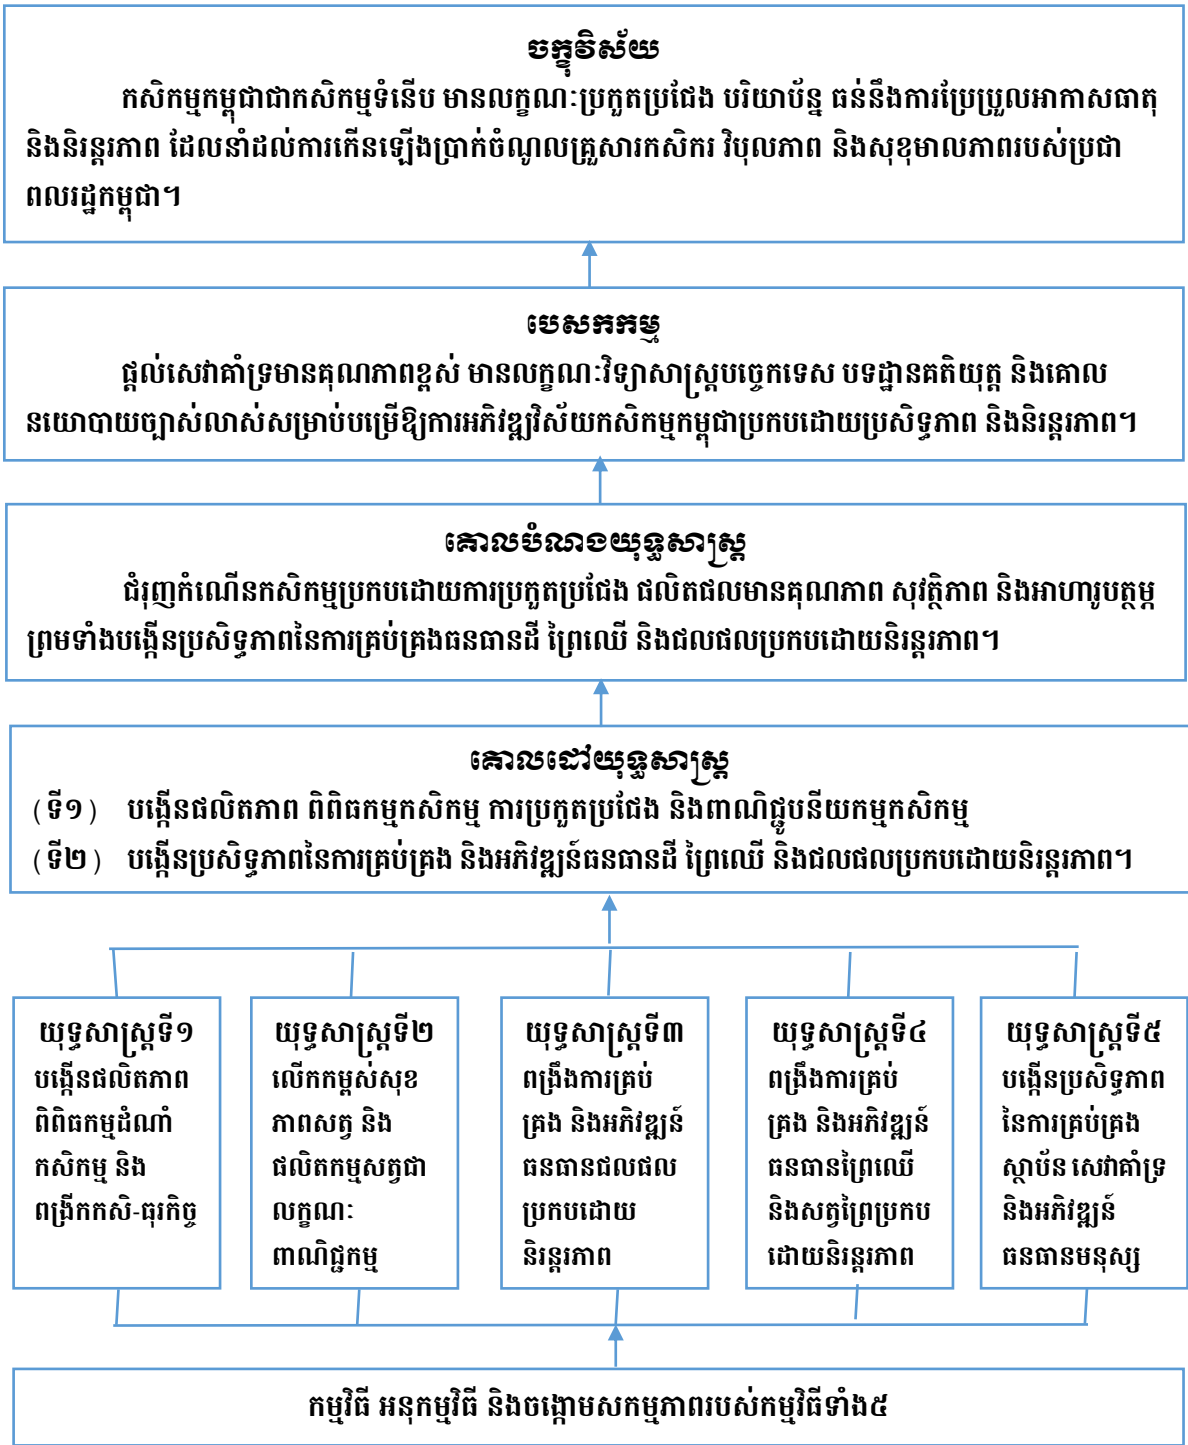 ចក្ខុវិស័យ
កសិកម្មកម្ពុជាជាកសិកម្មទំនើប មានលក្ខណៈប្រកួតប្រជែង បរិយាប័ន្ន ធន់នឹងការប្រែប្រួលអាកាសធាតុ
និងនិរន្តរភាព ដែលនាំដល់ការកើនឡើងប្រាក់ចំណូលគ្រួសារកសិករ វិបុលភាព និងសុខុមាលភាពរបស់ប្រជា
ពលរដ្ឋកម្ពុជា។
បេសកកម្ម
ផ្តល់សេវាគាំទ្រមានគុណភាពខ្ពស់ មានលក្ខណៈវិទ្យាសាស្ត្របច្ចេកទេស បទដ្ឋានគតិយុត្ត និងគោល
នយោបាយច្បាស់លាស់សម្រាប់បម្រើឱ្យការអភិវឌ្ឍវិស័យកសិកម្មកម្ពុជាប្រកបដោយប្រសិទ្ធភាព និងនិរន្តរភាព។
គោលបំណងយុទ្ធសាស្ត្រ
ជំរុញកំណើនកសិកម្មប្រកបដោយការប្រកួតប្រជែង ផលិតផលមានគុណភាព សុវត្ថិភាព និងអាហារូបត្ថម្ភ
ព្រមទាំងបង្កើនប្រសិទ្ធភាពនៃការគ្រប់គ្រងធនធានដី ព្រៃឈើ និងជលផលប្រកបដោយនិរន្តរភាព។
គោលដៅយុទ្ធសាស្ត្រ
(ទី១) បង្កើនផលិតភាព ពិពិធកម្មកសិកម្ម ការប្រកួតប្រជែង និងពាណិជ្ជូបនីយកម្មកសិកម្ម
(ទី២) បង្កើនប្រសិទ្ធភាពនៃការគ្រប់គ្រង និងអភិវឌ្ឍន៍ធនធានដី ព្រៃឈើ និងជលផលប្រកបដោយនិរន្តរភាព។
យុទ្ធសាស្ត្រទី១
បង្កើនផលិតភាព
ពិពិធកម្មដំណាំ
កសិកម្ម និង
ពង្រីកកសិ-ធុរកិច្ច
យុទ្ធសាស្ត្រទី២
លើកកម្ពស់សុខ
ភាពសត្វ និង
ផលិតកម្មសត្វជា
លក្ខណៈ
ពាណិជ្ជកម្ម
យុទ្ធសាស្ត្រទី៣
ពង្រឹងការគ្រប់
គ្រង និងអភិវឌ្ឍន៍
ធនធានជលផល
ប្រកបដោយ
និរន្តរភាព
យុទ្ធសាស្ត្រទី៤
ពង្រឹងការគ្រប់
គ្រង និងអភិវឌ្ឍន៍
ធនធានព្រៃឈើ
និងសត្វព្រៃប្រកប
ដោយនិរន្តរភាព
យុទ្ធសាស្ត្រទី៥
បង្កើនប្រសិទ្ធភាព
នៃការគ្រប់គ្រង
ស្ថាប័ន សេវាគាំទ្រ
និងអភិវឌ្ឍន៍
ធនធានមនុស្ស
កម្មវិធី អនុកម្មវិធី និងចង្កោមសកម្មភាពរបស់កម្មវិធីទាំង៥